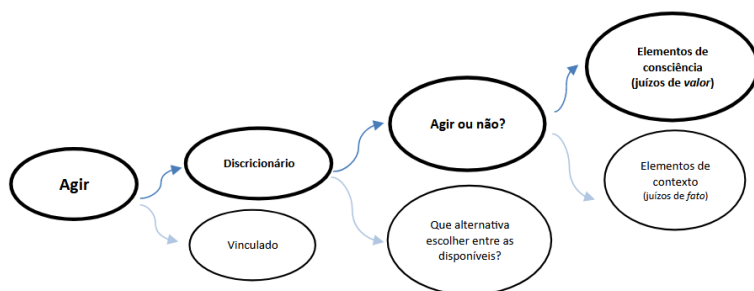 Agir
Discricionário
Vinculado
Agir ou não?
Que alternativa
escolher entre as
disponíveis?
Elementos de
consciência
(juízos de valor)
Elementos de
contexto
(juízos de fato)